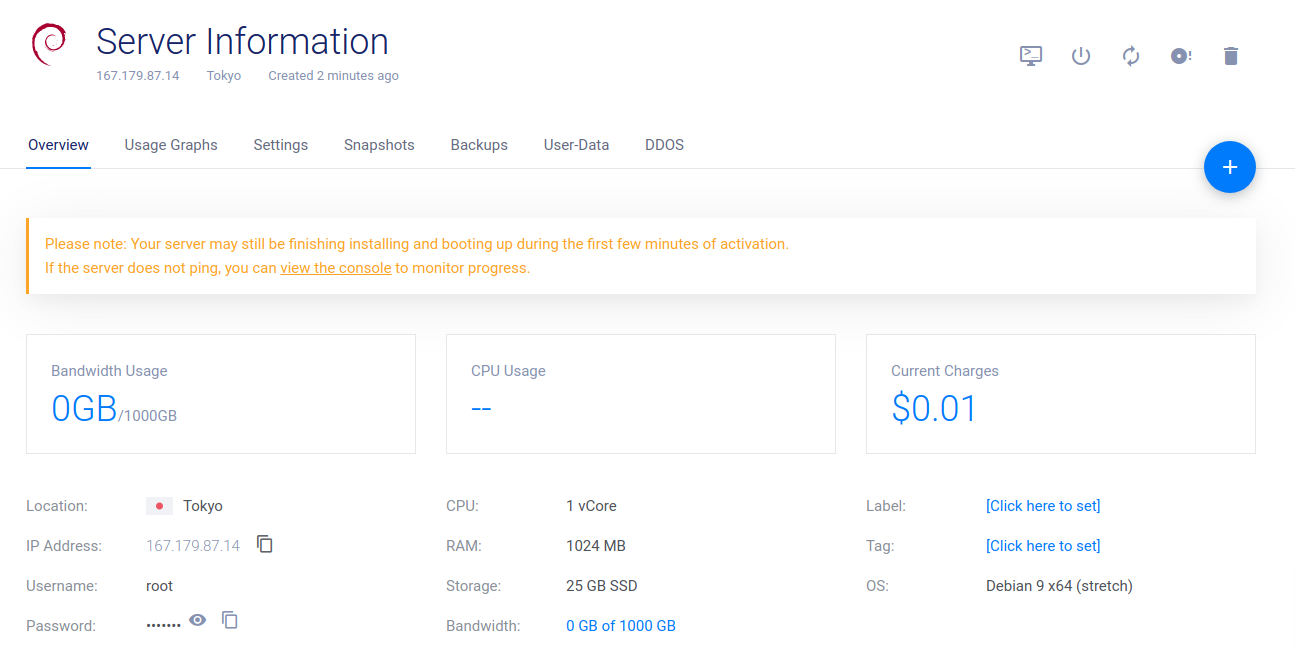 Server Information
167.179.87.14 Tokyo Created 2 minutes ago
Overview Usage Graphs Settings Snapshots Backups User-Data DDOS
Please note: Your server may still be finishing installing and booting up during the first few minutes of activation.
If the server does not ping, you can view the console to monitor progress.
Bandwidth Usage CPU Usage Current Charges
0GB/1000GB -- $0.01
Location: Tokyo CPU: 1 vCore Label: [Click here to set]
IP Address: 167.179.87.14 RAM: 1024 MB Tag: [Click here to set]
Username: root Storage: 25 GB SSD OS: Debian 9 x64 (stretch)
Password: ••••••• Bandwidth: 0 GB of 1000 GB